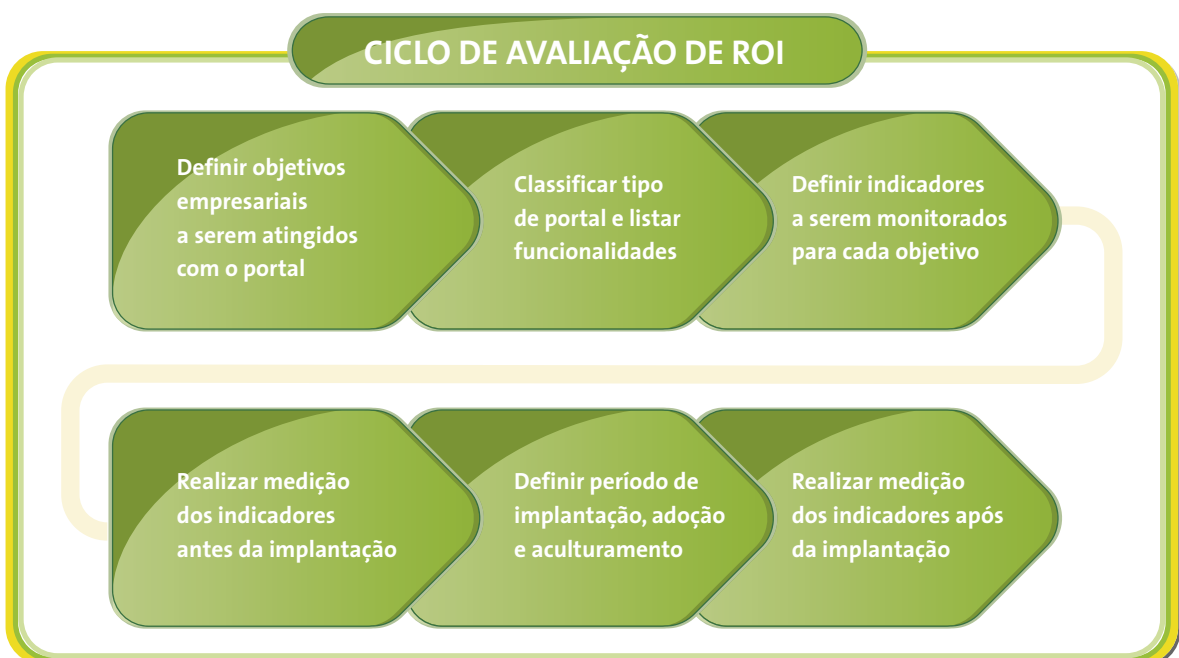 CICLO DE AVALIAÇÃO DE ROI
Definir objetivos
empresariais
a serem atingidos
com o portal
Classificar tipo
de portal e listar
funcionalidades
Definir indicadores
a serem monitorados
para cada objetivo
Realizar medição
dos indicadores
antes da implantação
Definir período de
implantação, adoção
e aculturamento
Realizar medição
dos indicadores após
da implantação